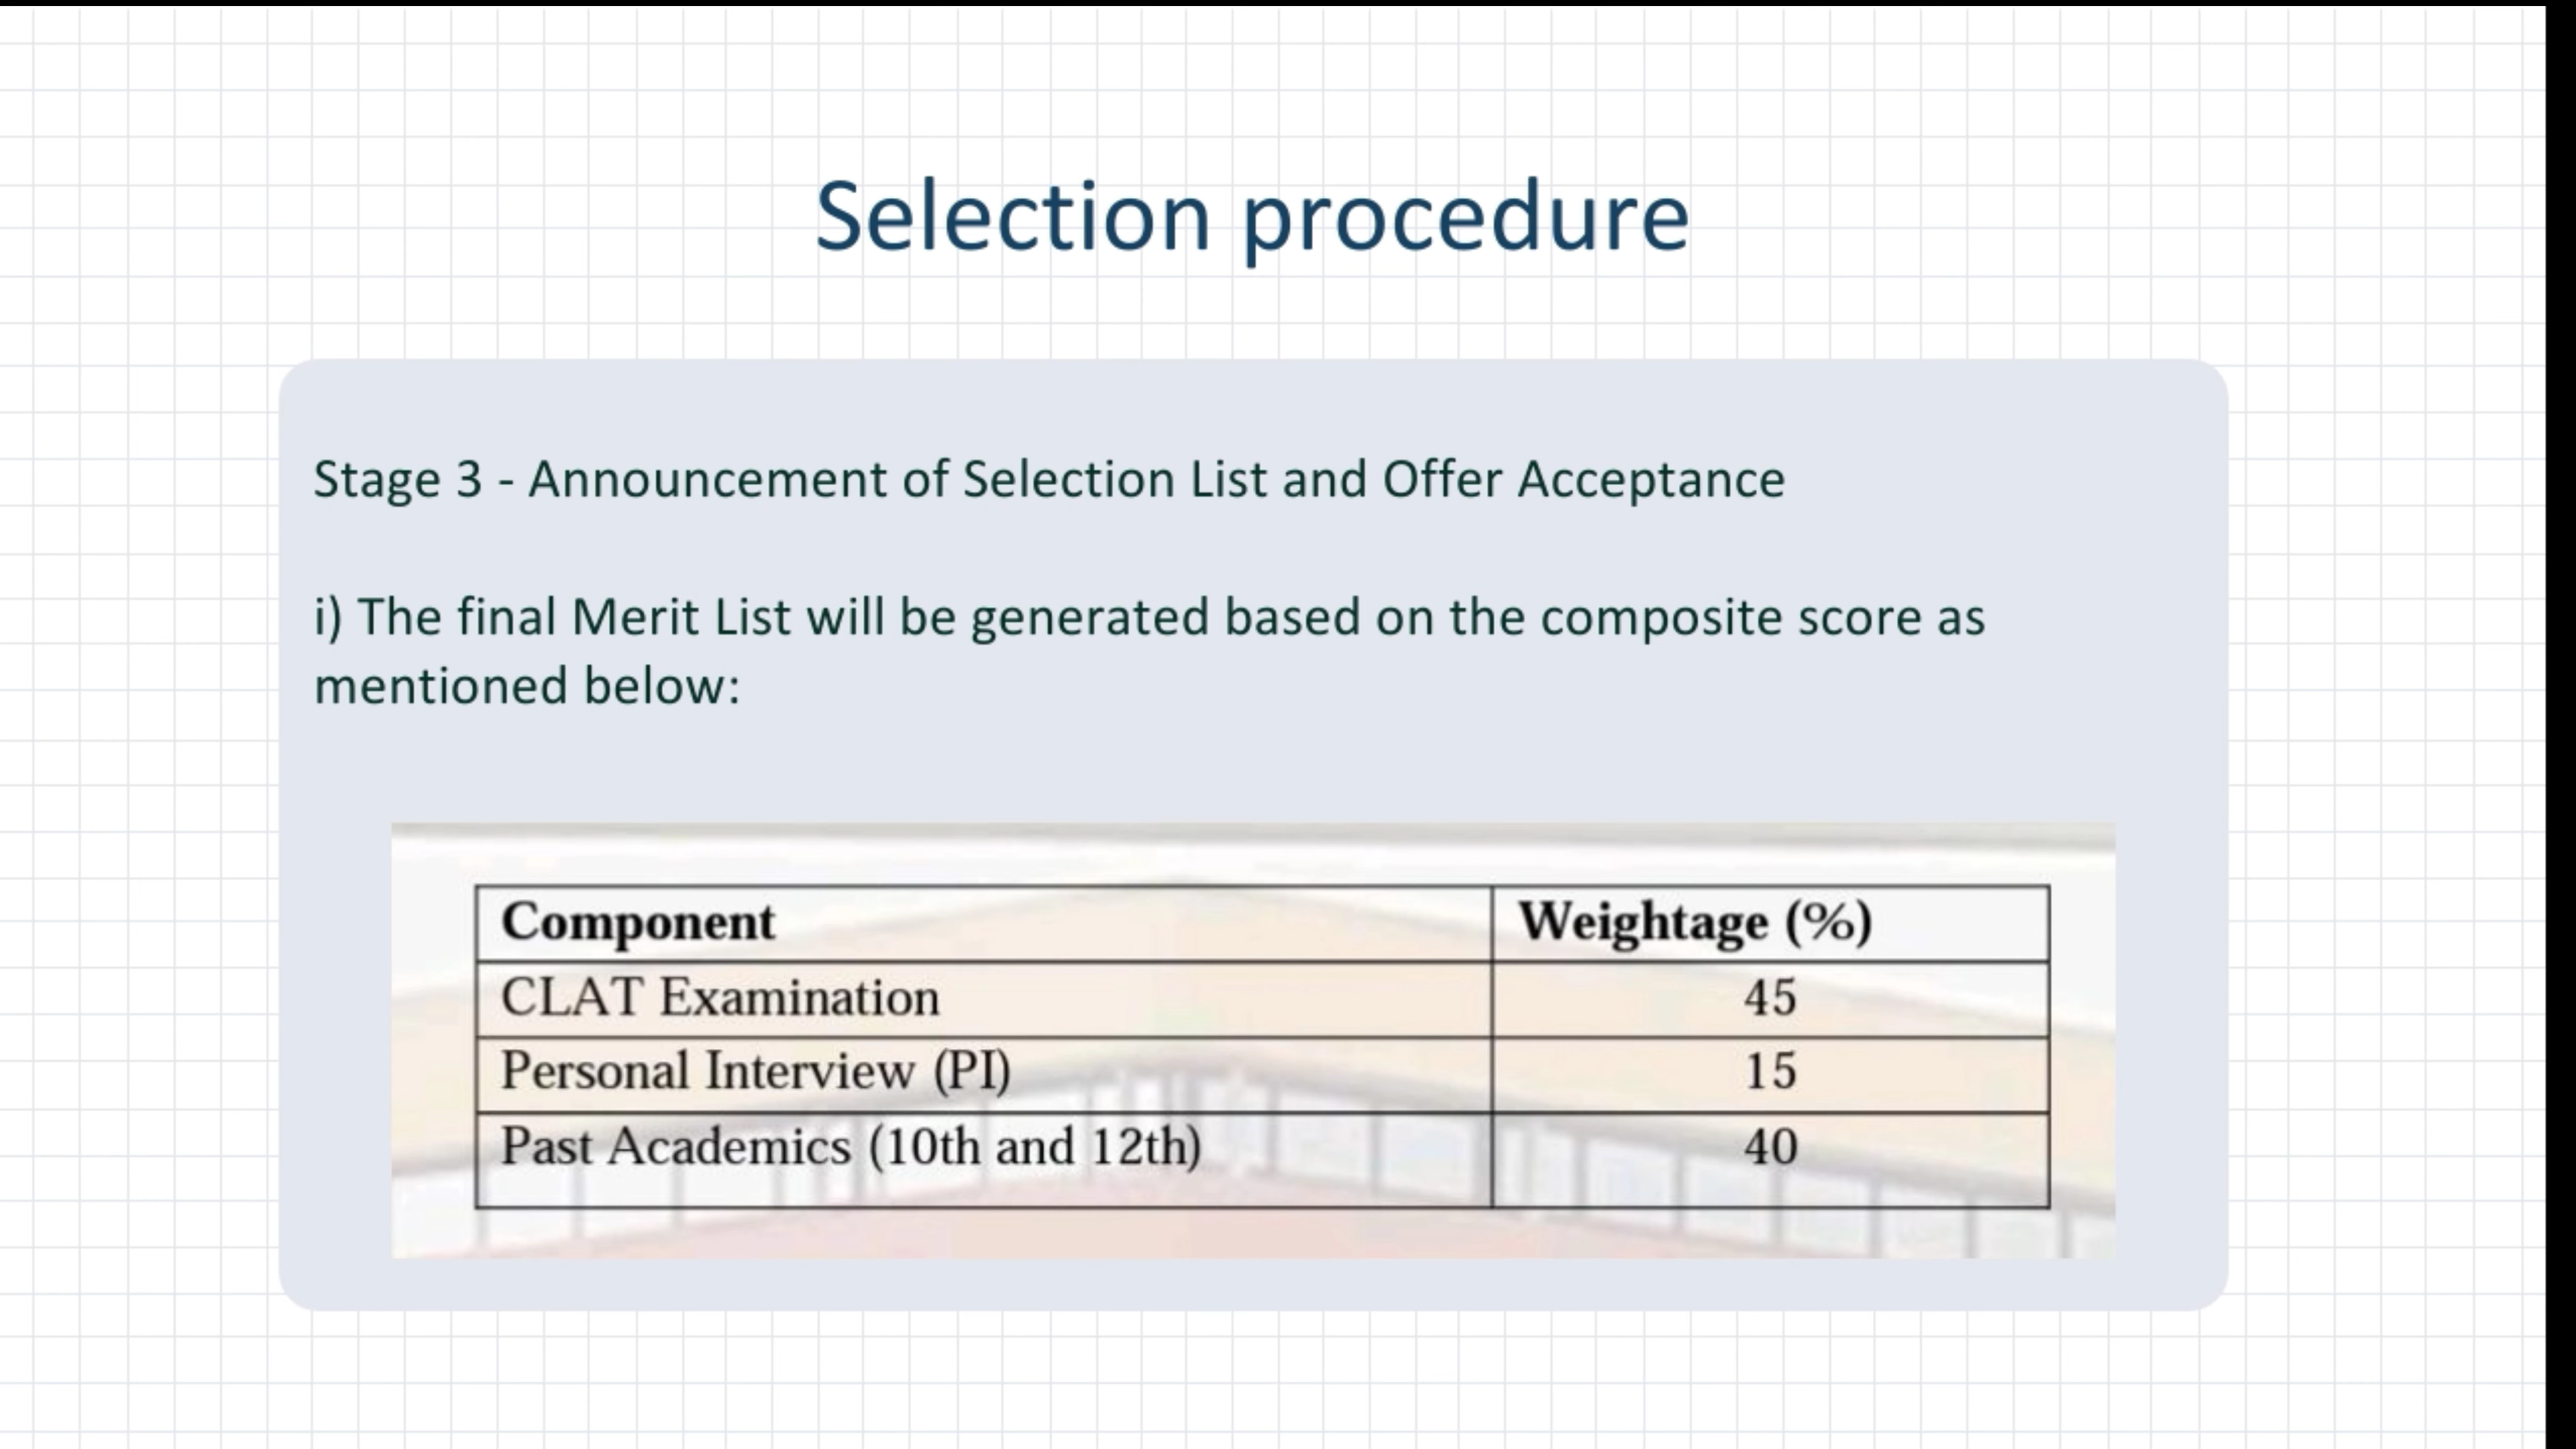 Selection procedure
Stage 3 - Announcement of Selection List and Offer Acceptance
i) The final Merit List will be generated based on the composite score as
mentioned below:
Component Weightage (%)
CLAT Examination 45
Personal Interview (PI) 15
Past Academics (10th and 12th) 40